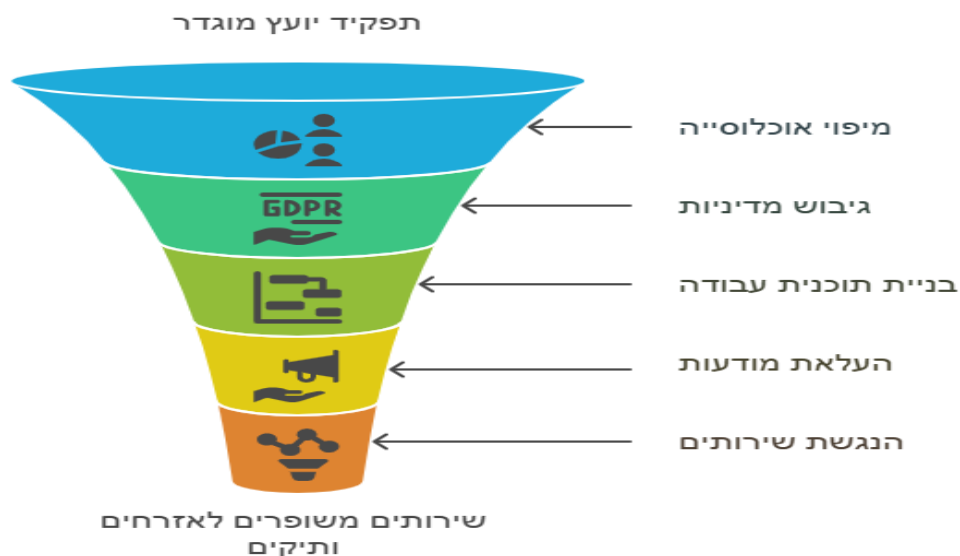 תפקיד יועץ מוגדר
מיפוי אוכלוסייה
GDPR
גיבוש מדיניות
בניית תוכנית עבודה
העלאת מודעות
הנגשת שירותים
שירותים משופרים לאזרחים
ותיקים